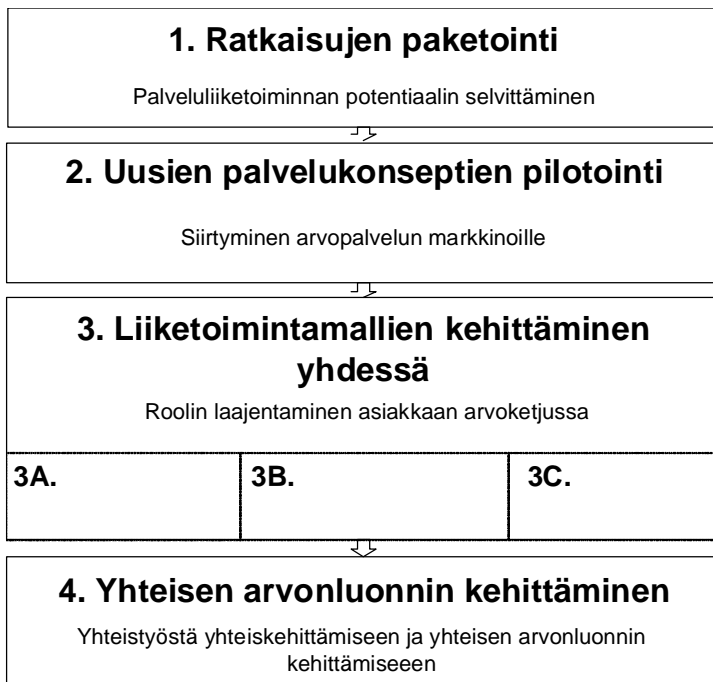 1. Ratkaisujen paketointi
Palveluliiketoiminnan potentiaalin selvittäminen
2. Uusien palvelukonseptien pilotointi
Siirtyminen arvopalvelun markkinoille
3. Liiketoimintamallien kehittäminen
yhdessä
Roolin laajentaminen asiakkaan arvoketjussa
3A. 3B. 3C.
4. Yhteisen arvonluonnin kehittäminen
Yhteistyöstä yhteiskehittämiseen ja yhteisen arvonluonnin
kehittämiseeen